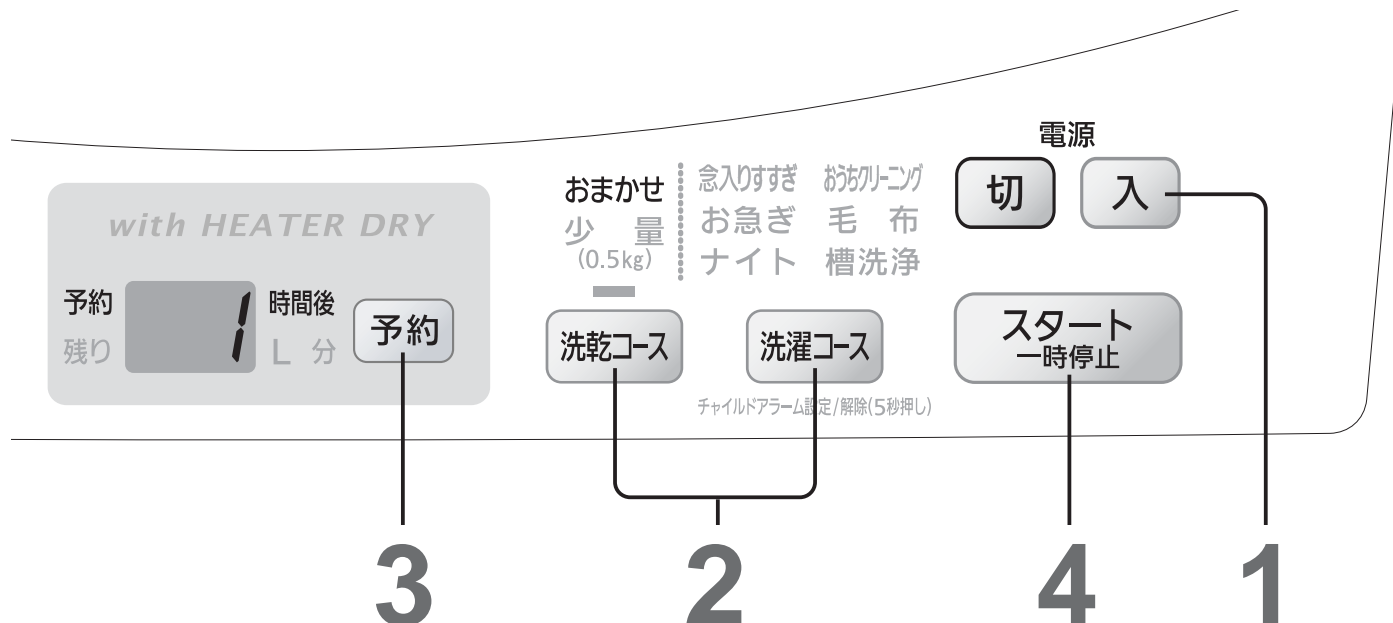 電源
切 入
with HEATER DRY
予約 1 時間後
残り L 分
予約
おまかせ
少 量
(0.5kg)
念入りすすぎ おうちクリーニング
お急ぎ 毛 布
ナイト 槽洗浄
洗乾コース
洗濯コース
チャイルドアラーム設定/解除(5秒押し)
スタート
一時停止
3 2 4 1